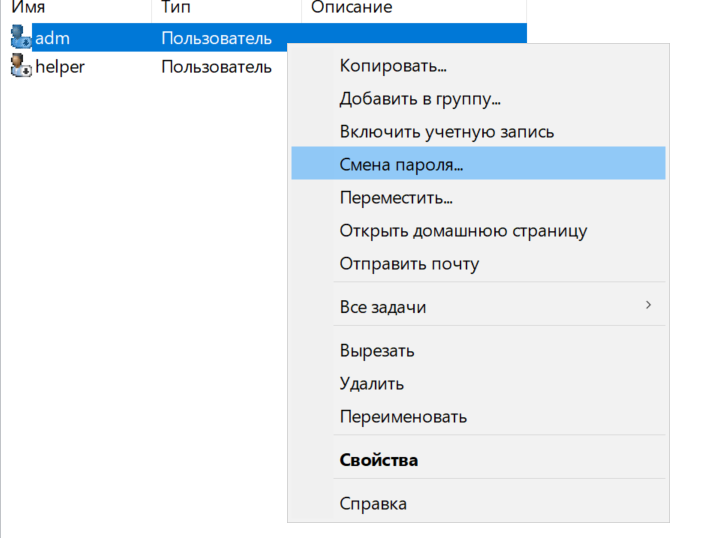 Имя Тип Описание
adm Пользователь
helper Пользователь
Копировать...
Добавить в группу...
Включить учетную запись
Смена пароля...
Переместить...
Открыть домашнюю страницу
Отправить почту
Все задачи
Вырезать
Удалить
Переименовать
Свойства
Справка